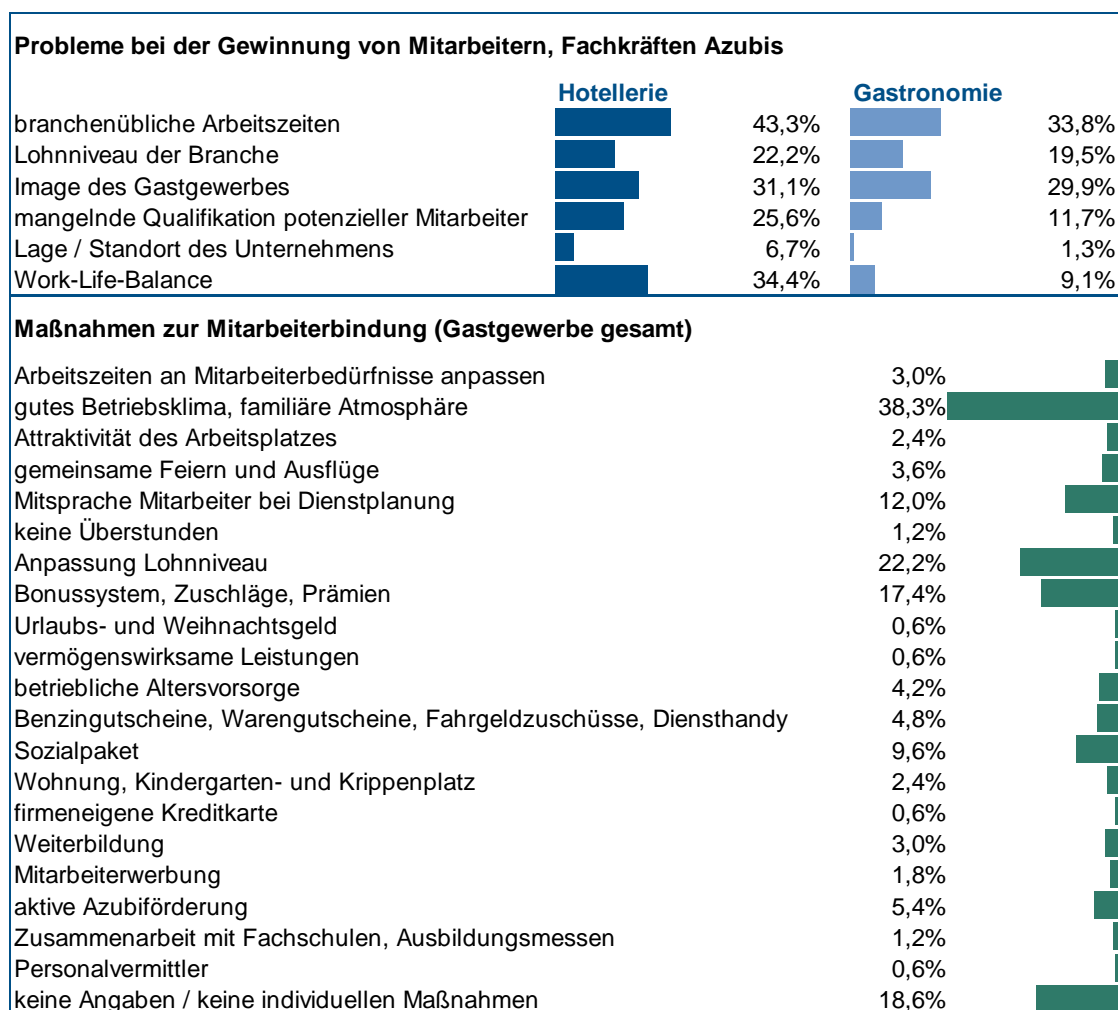 Probleme bei der Gewinnung von Mitarbeitern, Fachkräften Azubis
Hotellerie Gastronomie
branchenübliche Arbeitszeiten 43,3% 33,8%
Lohnniveau der Branche 22,2% 19,5%
Image des Gastgewerbes 31,1% 29,9%
mangelnde Qualifikation potenzieller Mitarbeiter 25,6% 11,7%
Lage / Standort des Unternehmens 6,7% 1,3%
Work-Life-Balance 34,4% 9,1%
Maßnahmen zur Mitarbeiterbindung (Gastgewerbe gesamt)
Arbeitszeiten an Mitarbeiterbedürfnisse anpassen 3,0%
gutes Betriebsklima, familiäre Atmosphäre 38,3%
Attraktivität des Arbeitsplatzes 2,4%
gemeinsame Feiern und Ausflüge 3,6%
Mitsprache Mitarbeiter bei Dienstplanung 12,0%
keine Überstunden 1,2%
Anpassung Lohnniveau 22,2%
Bonussystem, Zuschläge, Prämien 17,4%
Urlaubs- und Weihnachtsgeld 0,6%
vermögenswirksame Leistungen 0,6%
betriebliche Altersvorsorge 4,2%
Benzingutscheine, Warengutscheine, Fahrgeldzuschüsse, Diensthandy 4,8%
Sozialpaket 9,6%
Wohnung, Kindergarten- und Krippenplatz 2,4%
firmeneigene Kreditkarte 0,6%
Weiterbildung 3,0%
Mitarbeiterwerbung 1,8%
aktive Azubiförderung 5,4%
Zusammenarbeit mit Fachschulen, Ausbildungsmessen 1,2%
Personalvermittler 0,6%
keine Angaben / keine individuellen Maßnahmen 18,6%